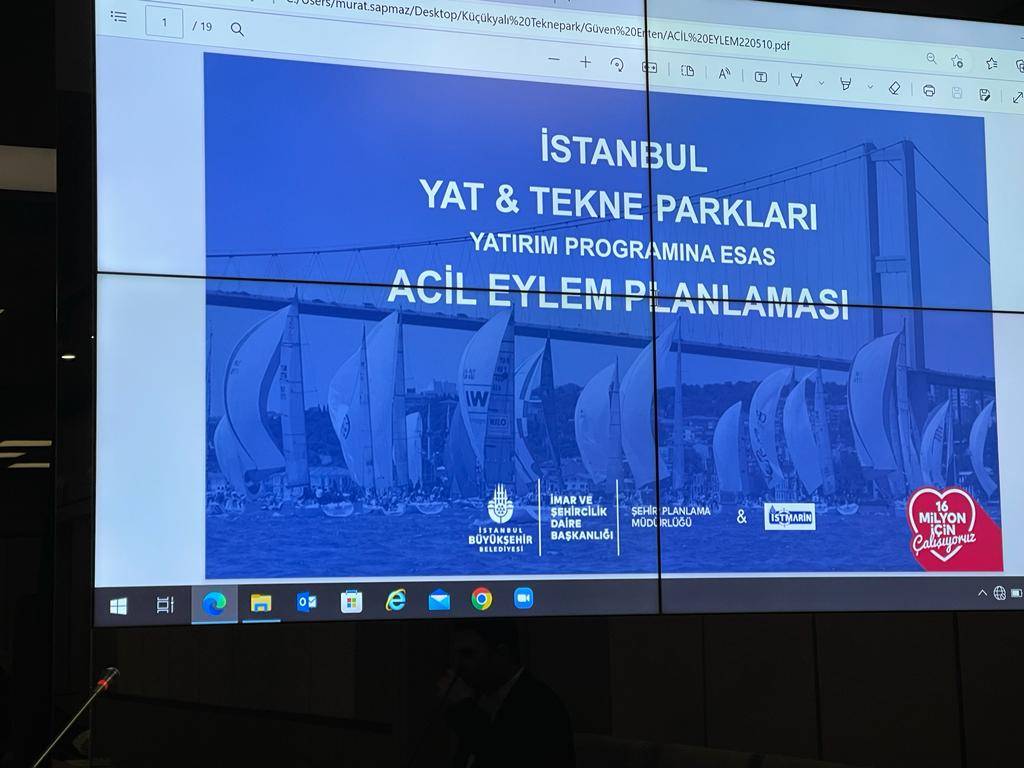 C:/Users/murat.sapmaz/Desktop/Küçükyalı%20Teknepark/Güven%20Erten/ACİL%20EYLEM220510.pdf
1 / 19
İSTANBUL
YAT & TEKNE PARKLARI
YATIRIM PROGRAMINA ESAS
ACİL EYLEM PLANLAMASI
W
İSTANBUL
BÜYÜKŞEHİR
BELEDİYESİ
İMAR VE
ŞEHİRCİLİK
DAİRE
BAŞKANLIĞI
ŞEHİR PLANLAMA
MÜDÜRLÜĞÜ
&
İSTMARİN
16
MİLYON
İÇİN
Çalışıyoruz